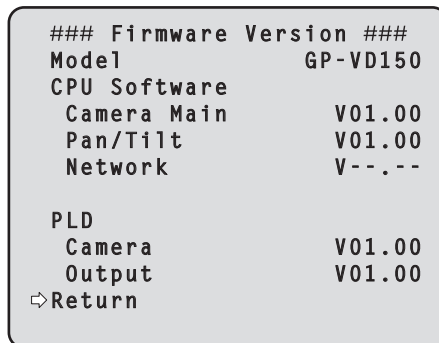 ### Firmware Version ###
Model GP-VD150
CPU Software
Camera Main V01.00
Pan/Tilt V01.00
Network V--.--
PLD
Camera V01.00
Output V01.00
⇨Return